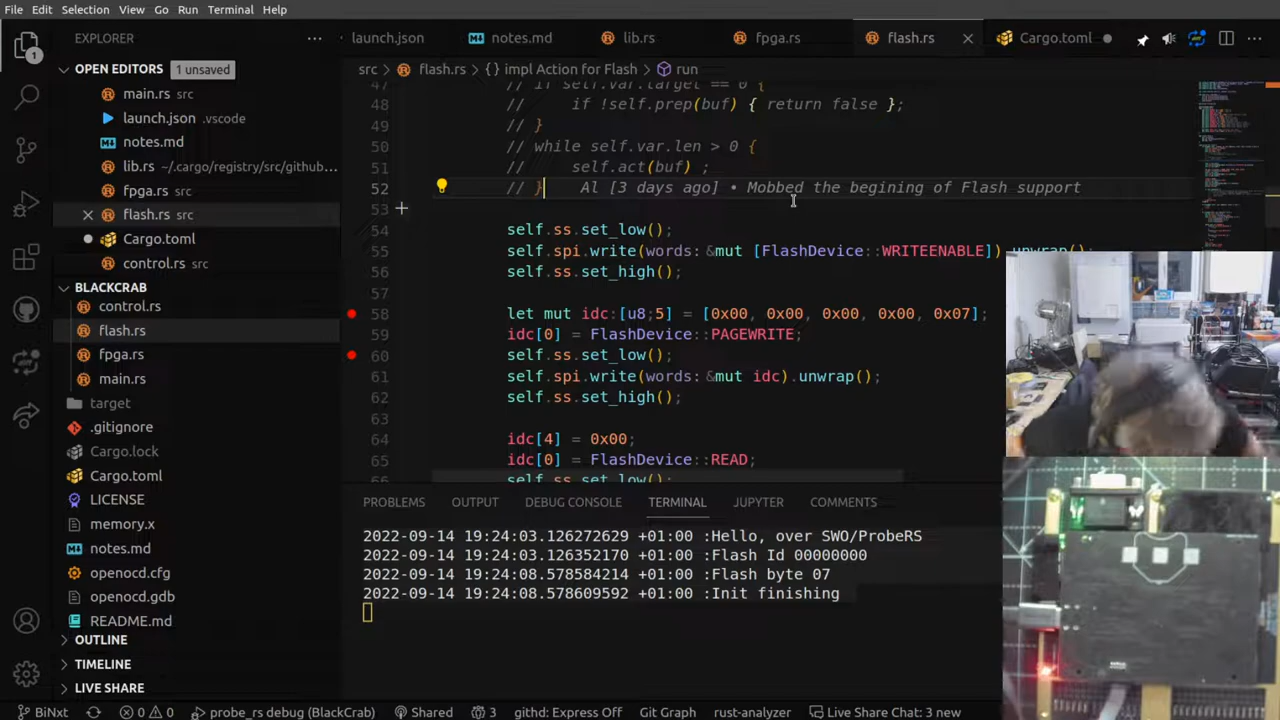 File Edit Selection View Go Run Terminal Help
EXPLORER
launch.json
notes.md
lib.rs
fpga.rs
flash.rs
Cargo.toml
1
OPEN EDITORS 1 unsaved
main.rs src
launch.json .vscode
notes.md
lib.rs ~/.cargo/registry/src/github...
fpga.rs src
flash.rs src
Cargo.toml
control.rs src
BLACKCRAB
control.rs
flash.rs
fpga.rs
main.rs
target
.gitignore
Cargo.lock
Cargo.toml
LICENSE
memory.x
notes.md
openocd.cfg
openocd.gdb
README.md
OUTLINE
TIMELINE
LIVE SHARE
src > flash.rs > {} impl Action for Flash > run
47 // if self.var.target == 0 {
48 // if !self.prep(buf) { return false };
49 // }
50 // while self.var.len > 0 {
51 self.act(buf) ;
52 // } Al [3 days ago] • Mobbed the begining of Flash support
53
54 self.ss.set_low();
55 self.spi.write(words: &mut [FlashDevice::WRITEENABLE]).unwrap();
56 self.ss.set_high();
57
58 let mut idc:[u8;5] = [0x00, 0x00, 0x00, 0x00, 0x07];
59 idc[0] = FlashDevice::PAGEWRITE;
60 self.ss.set_low();
61 self.spi.write(words: &mut idc).unwrap();
62 self.ss.set_high();
63
64 idc[4] = 0x00;
65 idc[0] = FlashDevice::READ;
66 self.ss.set_low();
PROBLEMS OUTPUT DEBUG CONSOLE TERMINAL JUPYTER COMMENTS
2022-09-14 19:24:03.126272629 +01:00 :Hello, over SWO/ProbeRS
2022-09-14 19:24:03.126352170 +01:00 :Flash Id 00000000
2022-09-14 19:24:08.578584214 +01:00 :Flash byte 07
2022-09-14 19:24:08.578609592 +01:00 :Init finishing
BiNxt 0 0 probe_rs debug (BlackCrab) Shared 3 githd: Express Off Git Graph rust-analyzer Live Share Chat: 3 new